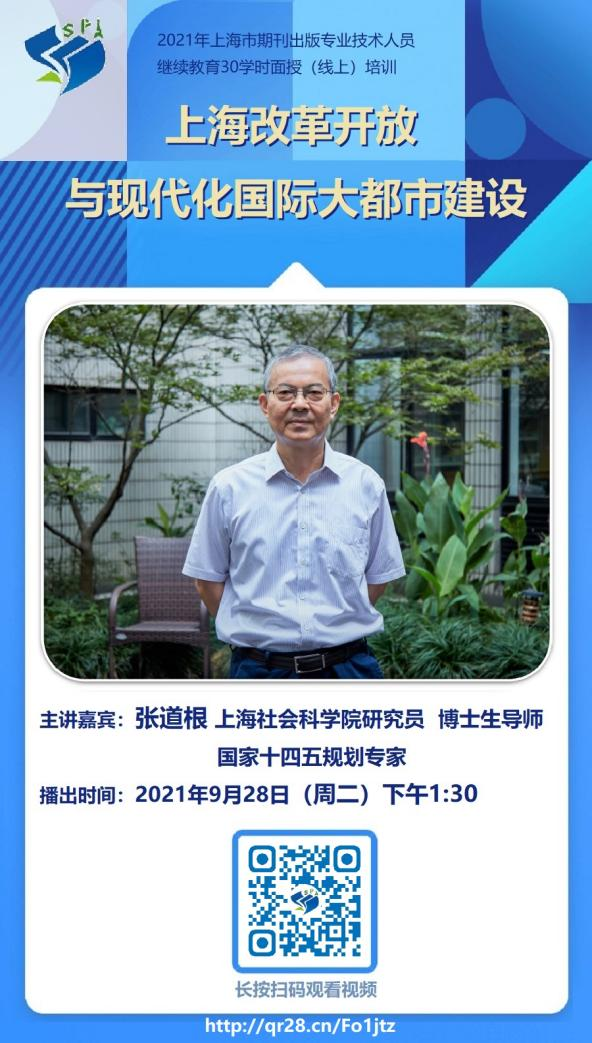 SPA
2021年上海市期刊出版专业技术人员
继续教育30学时面授（线上）培训
上海改革开放
与现代化国际大都市建设
主讲嘉宾：张道根 上海社会科学院研究员 博士生导师
国家十四五规划专家
播出时间：2021年9月28日（周二）下午1:30
SPA
长按扫码观看视频
http://qr28.cn/Fo1jtz